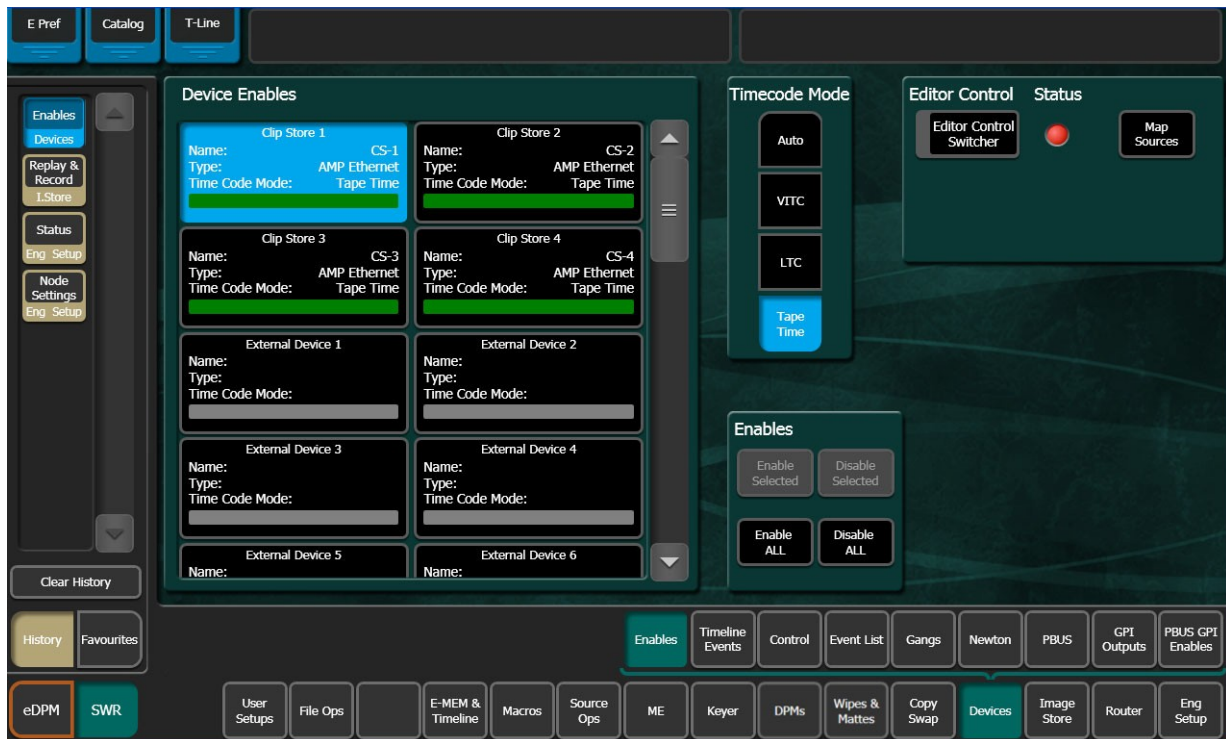 E Pref
Catalog
T-Line
Enables
Devices
Replay &
Record
I.Store
Status
Eng Setup
Node
Settings
Eng Setup
Clear History
History
Favourites
Device Enables
Clip Store 1
Name: CS-1
Type: AMP Ethernet
Time Code Mode: Tape Time
Clip Store 2
Name: CS-2
Type: AMP Ethernet
Time Code Mode: Tape Time
Clip Store 3
Name: CS-3
Type: AMP Ethernet
Time Code Mode: Tape Time
Clip Store 4
Name: CS-4
Type: AMP Ethernet
Time Code Mode: Tape Time
External Device 1
Name:
Type:
Time Code Mode:
External Device 2
Name:
Type:
Time Code Mode:
External Device 3
Name:
Type:
Time Code Mode:
External Device 4
Name:
Type:
Time Code Mode:
External Device 5
Name:
External Device 6
Name:
Timecode Mode
Auto
VITC
LTC
Tape
Time
Editor Control
Status
Editor Control
Switcher
Map
Sources
Enables
Enable
Selected
Disable
Selected
Enable
ALL
Disable
ALL
Enables
Timeline
Events
Control
Event List
Gangs
Newton
PBUS
GPI
Outputs
PBUS GPI
Enables
eDPM
SWR
User
Setups
File Ops
E-MEM &
Timeline
Macros
Source
Ops
ME
Keyer
DPMs
Wipes &
Mattes
Copy
Swap
Devices
Image
Store
Router
Eng
Setup